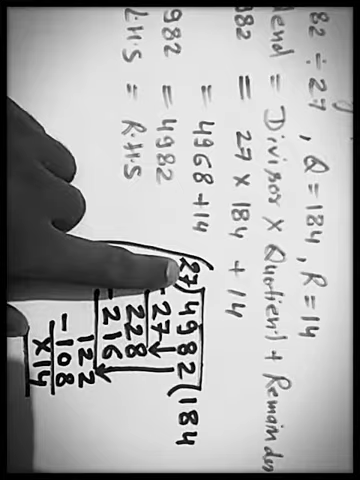 82 ÷ 27, Q = 184, R = 14
dend = Divisor × Quotient + Remainder
982 = 27 × 184 + 14
= 4968 + 14
982 = 4982
L.H.S = R.H.S
27)4982(184
-27
228
-216
122
-108
×14